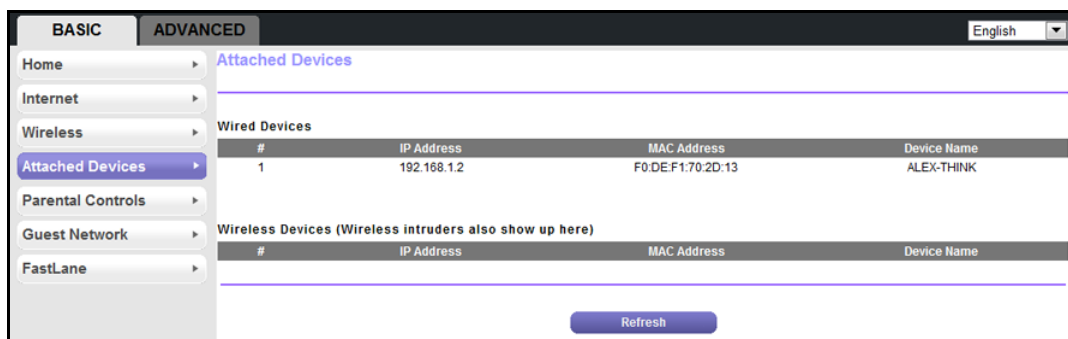 BASIC ADVANCED English
Home
Internet
Wireless
Attached Devices
Parental Controls
Guest Network
FastLane
Attached Devices
Wired Devices
# IP Address MAC Address Device Name
1 192.168.1.2 F0:DE:F1:70:2D:13 ALEX-THINK
Wireless Devices (Wireless intruders also show up here)
# IP Address MAC Address Device Name
Refresh